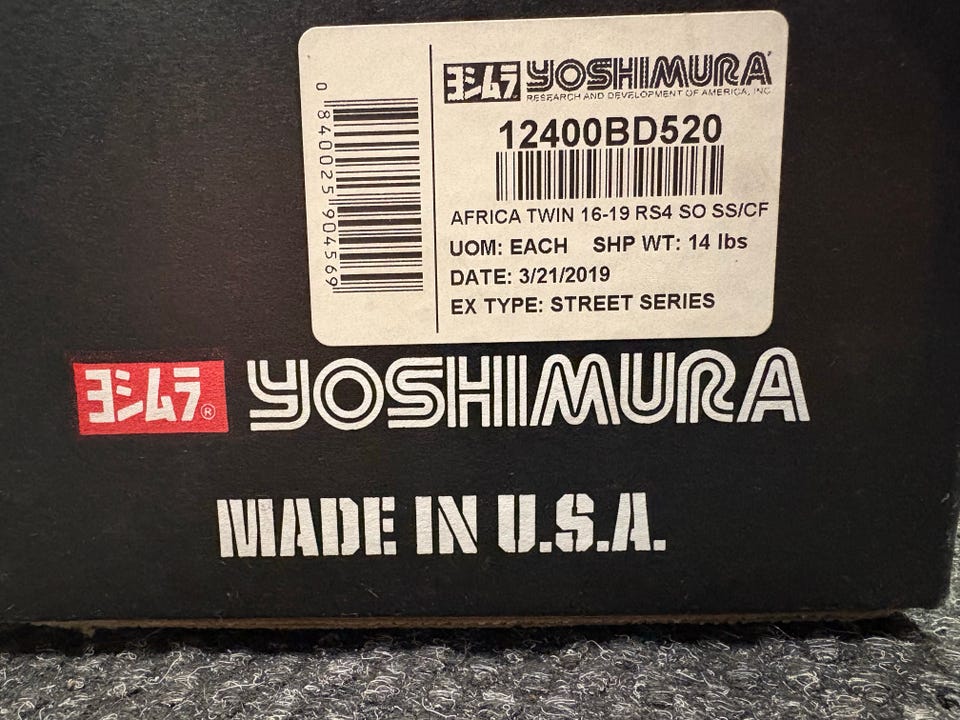 0 840025 904569
ヨシムラ YOSHIMURA
RESEARCH AND DEVELOPMENT OF AMERICA, INC.
12400BD520
AFRICA TWIN 16-19 RS4 SO SS/CF
UOM: EACH SHP WT: 14 lbs
DATE: 3/21/2019
EX TYPE: STREET SERIES
ヨシムラ® YOSHIMURA
MADE IN U.S.A.